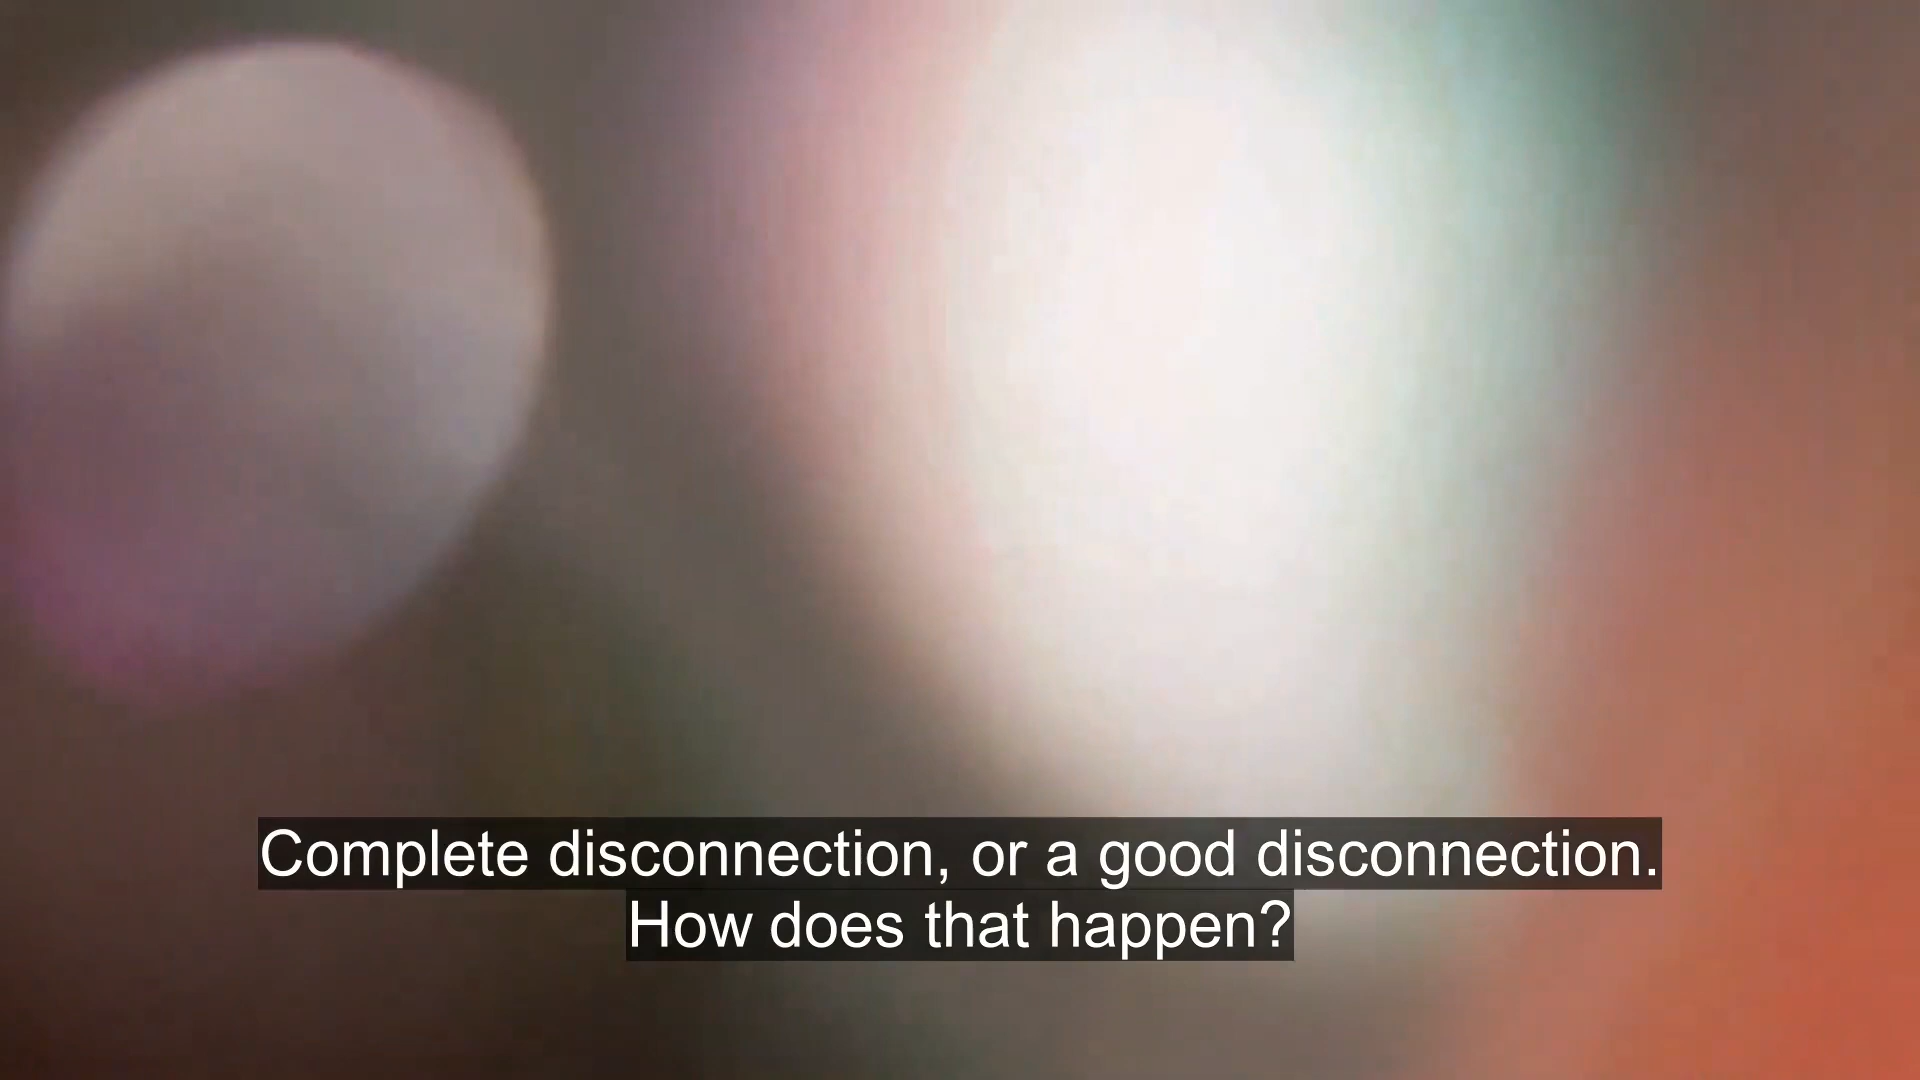 Complete disconnection, or a good disconnection.
How does that happen?